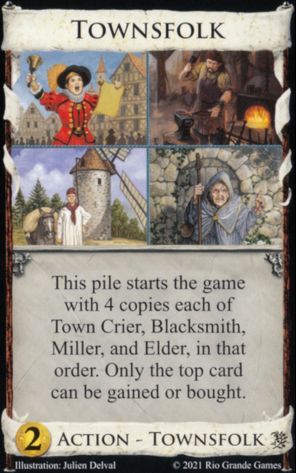 TOWNSFOLK
This pile starts the game
with 4 copies each of
Town Crier, Blacksmith,
Miller, and Elder, in that
order. Only the top card
can be gained or bought.
2 ACTION - TOWNSFOLK
Illustration: Julien Delval © 2021 Rio Grande Games